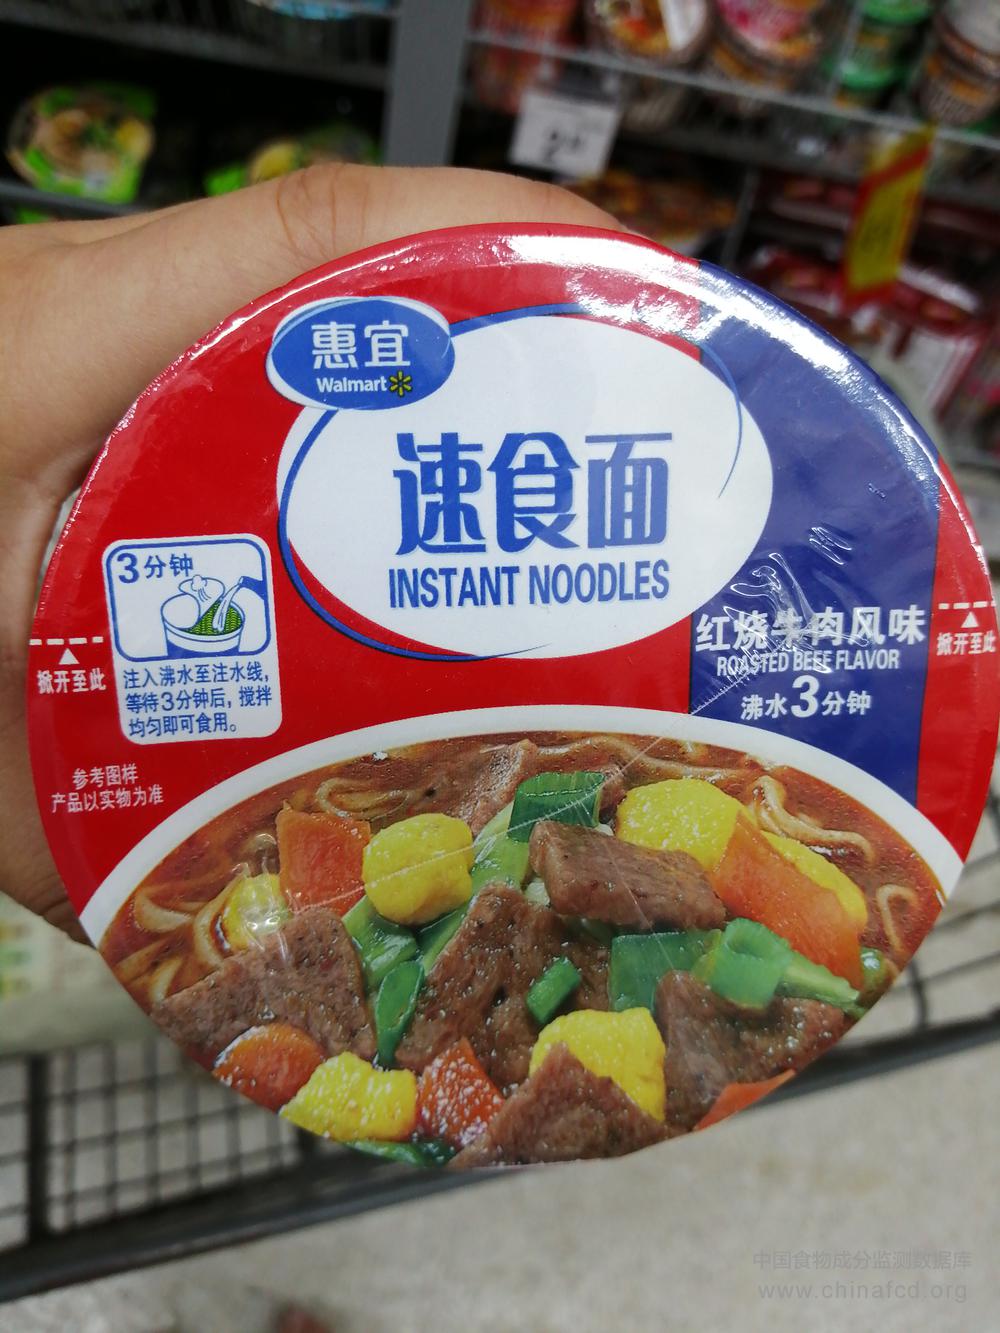 惠宜
Walmart
速食面
INSTANT NOODLES
3分钟
注入沸水至注水线,
等待3分钟后,搅拌
均匀即可食用。
掀开至此
掀开至此
红烧牛肉风味
ROASTED BEEF FLAVOR
沸水3分钟
参考图样
产品以实物为准
中国食物成分监测数据库
www.chinafcd.org